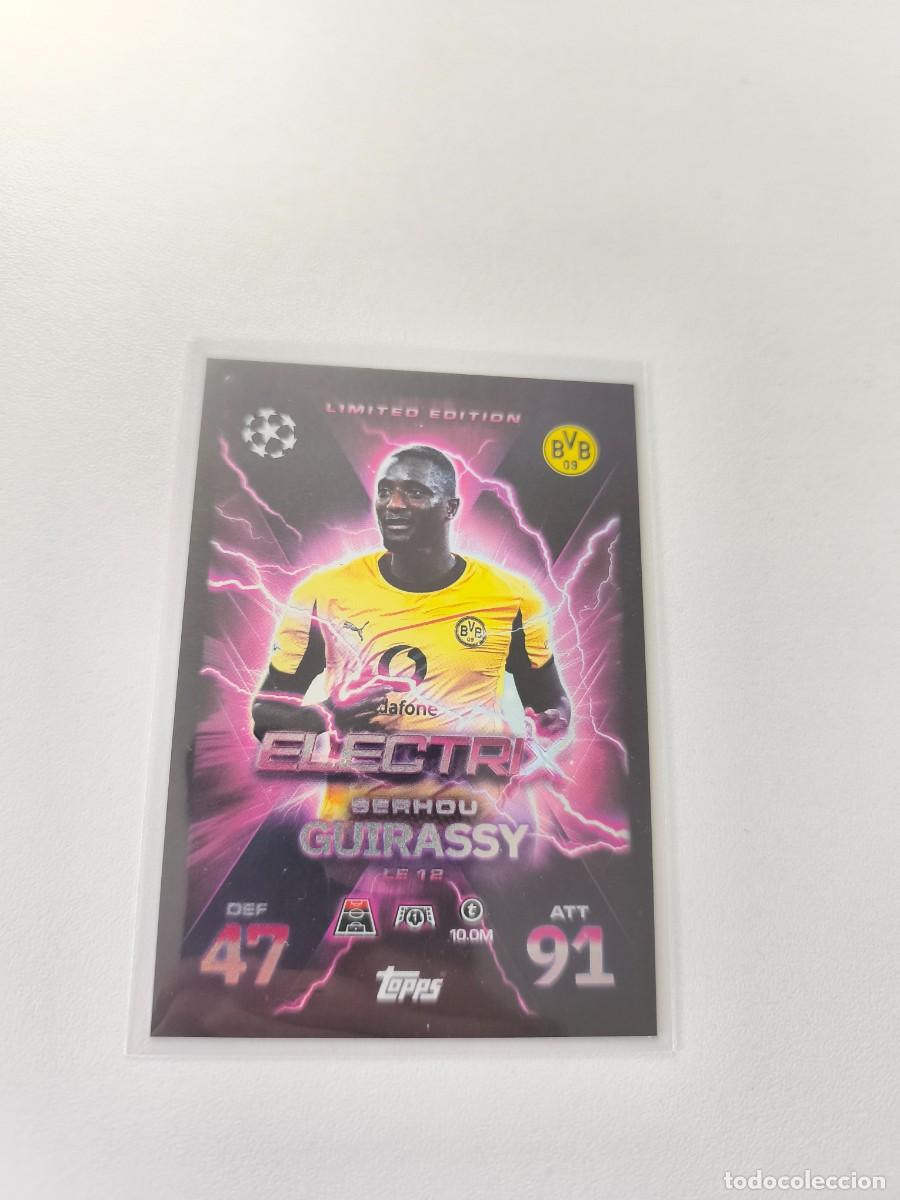 LIMITED EDITION
BVB
09
BVB
09
dafone
ELECTRIX
SERHOU
GUIRASSY
LE 12
DEF
47
10.0M
ATT
91
topps
todocoleccion